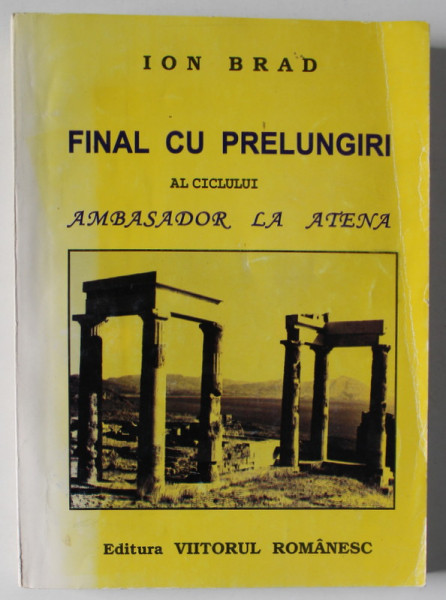 ION BRAD
FINAL CU PRELUNGIRI
AL CICLULUI
AMBASADOR LA ATENA
Editura VIITORUL ROMÂNESC